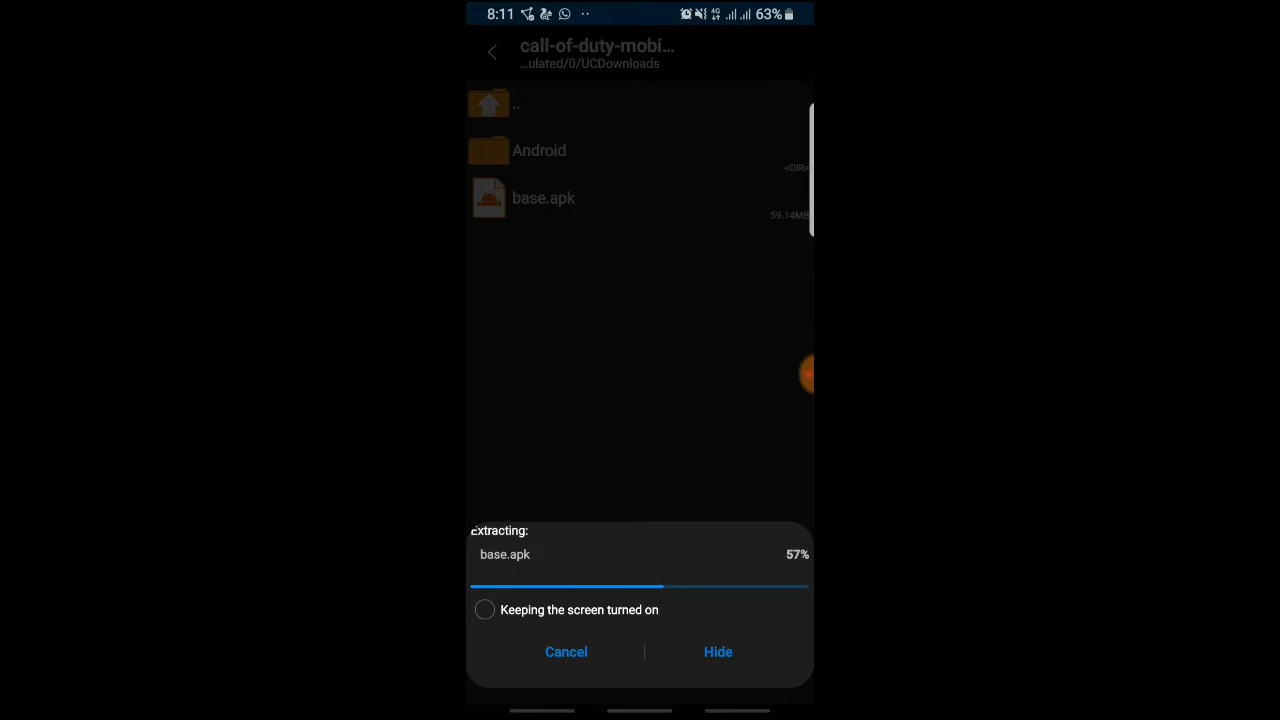 8:11 4G 63%
call-of-duty-mobi...
...ulated/0/UCDownloads
..
Android
<DIR>
base.apk
59.14MB
Extracting:
base.apk 57%
Keeping the screen turned on
Cancel Hide